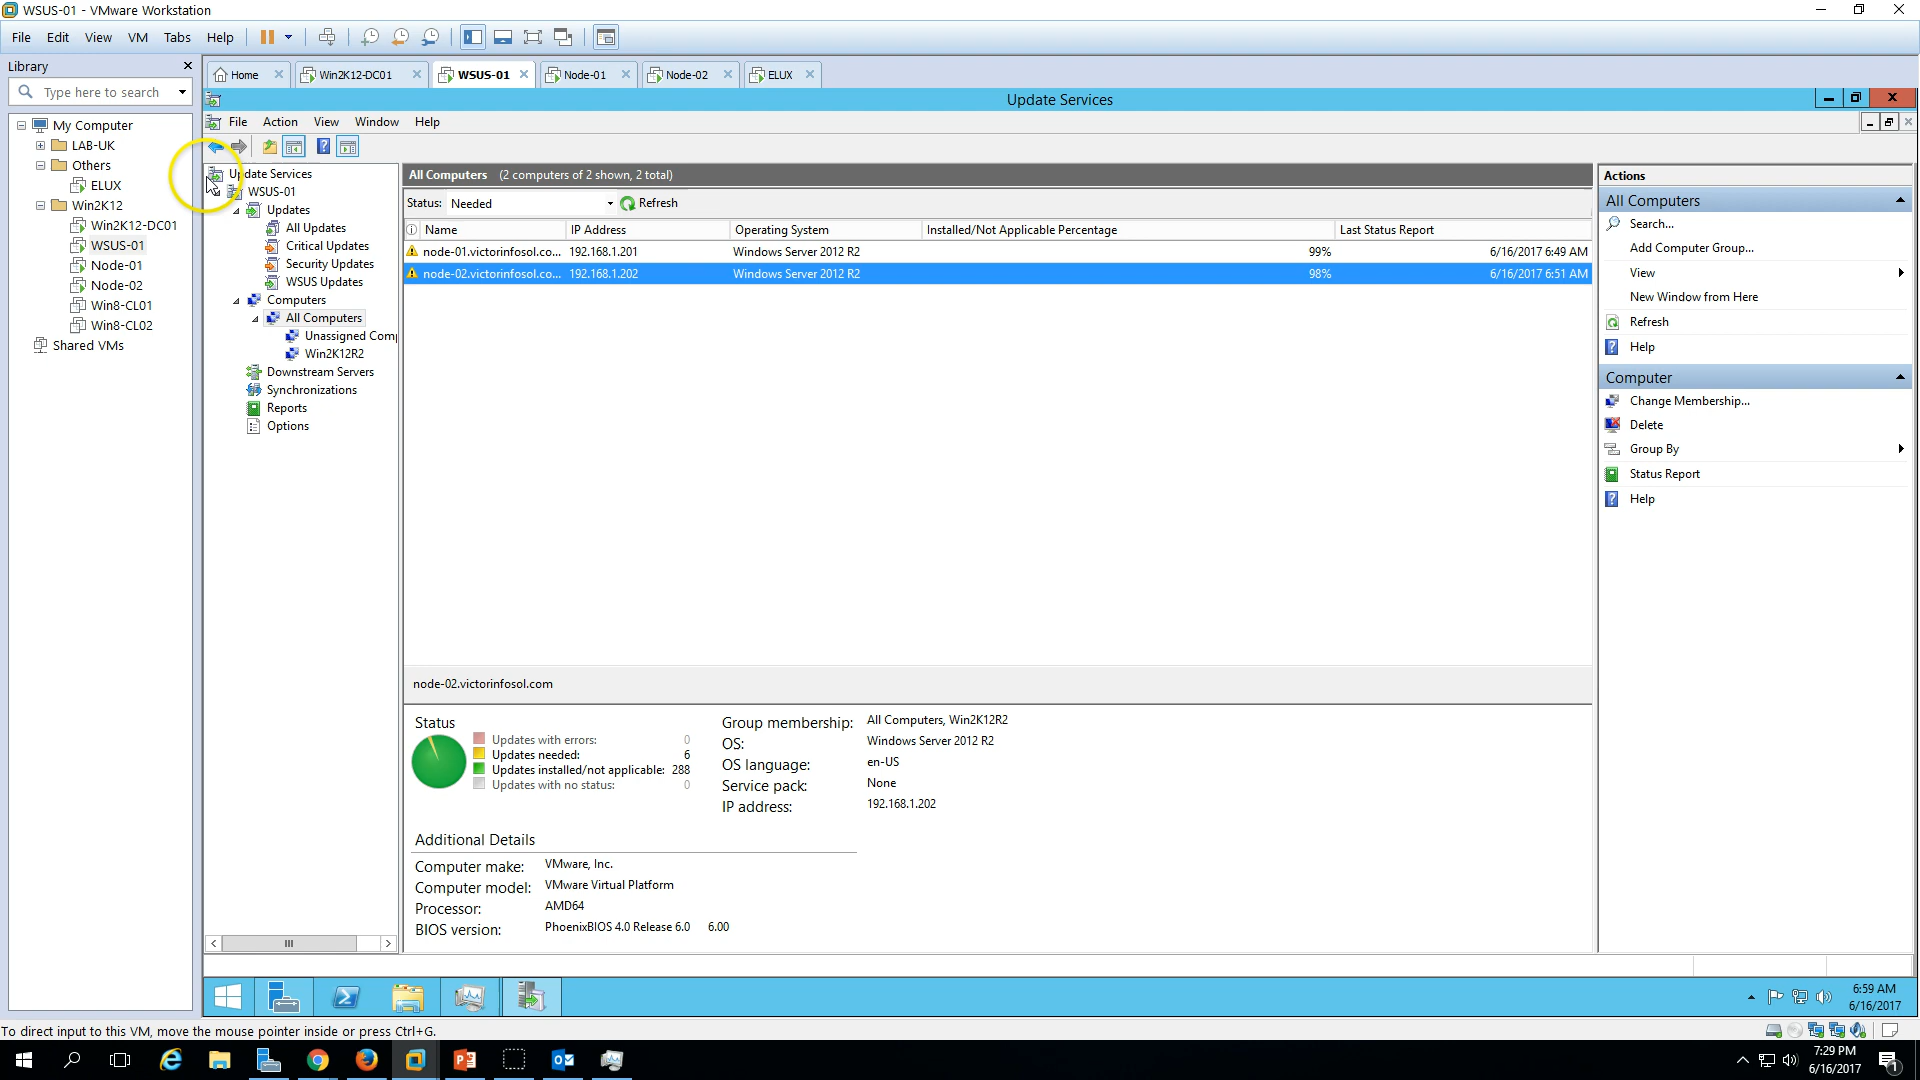 WSUS-01 - VMware Workstation
File Edit View VM Tabs Help
Library
Type here to search
My Computer
LAB-UK
Others
ELUX
Win2K12
Win2K12-DC01
WSUS-01
Node-01
Node-02
Win8-CL01
Win8-CL02
Shared VMs
Home Win2K12-DC01 WSUS-01 Node-01 Node-02 ELUX
Update Services
File Action View Window Help
Update Services
WSUS-01
Updates
All Updates
Critical Updates
Security Updates
WSUS Updates
Computers
All Computers
Unassigned Comp
Win2K12R2
Downstream Servers
Synchronizations
Reports
Options
All Computers (2 computers of 2 shown, 2 total)
Status: Needed Refresh
Name IP Address Operating System Installed/Not Applicable Percentage Last Status Report
node-01.victorinfosol.co... 192.168.1.201 Windows Server 2012 R2 99% 6/16/2017 6:49 AM
node-02.victorinfosol.co... 192.168.1.202 Windows Server 2012 R2 98% 6/16/2017 6:51 AM
node-02.victorinfosol.com
Status
Updates with errors: 0
Updates needed: 6
Updates installed/not applicable: 288
Updates with no status: 0
Group membership: All Computers, Win2K12R2
OS: Windows Server 2012 R2
OS language: en-US
Service pack: None
IP address: 192.168.1.202
Additional Details
Computer make: VMware, Inc.
Computer model: VMware Virtual Platform
Processor: AMD64
BIOS version: PhoenixBIOS 4.0 Release 6.0 6.00
Actions
All Computers
Search...
Add Computer Group...
View
New Window from Here
Refresh
Help
Computer
Change Membership...
Delete
Group By
Status Report
Help
6:59 AM
6/16/2017
To direct input to this VM, move the mouse pointer inside or press Ctrl+G.
7:29 PM
6/16/2017
1